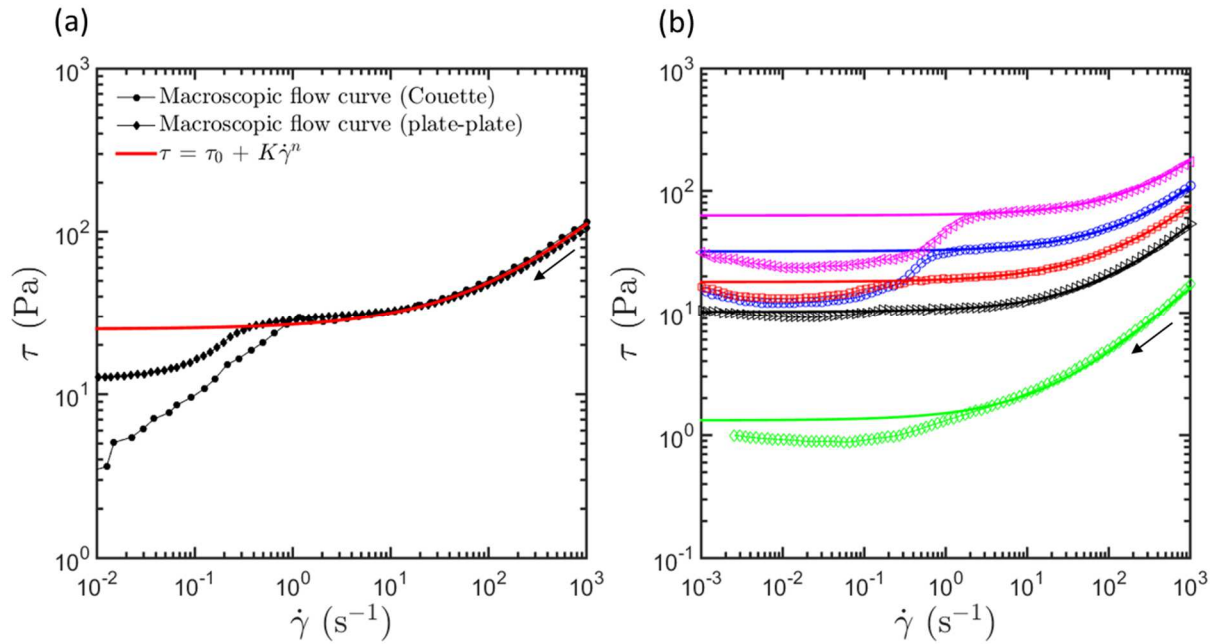 (a)
10^3
10^2
10^1
10^0
τ (Pa)
Macroscopic flow curve (Couette)
Macroscopic flow curve (plate-plate)
τ = τ_0 + Kγ̇^n
10^-2 10^-1 10^0 10^1 10^2 10^3
γ̇ (s^-1)
(b)
10^3
10^2
10^1
10^0
10^-1
τ (Pa)
10^-3 10^-2 10^-1 10^0 10^1 10^2 10^3
γ̇ (s^-1)